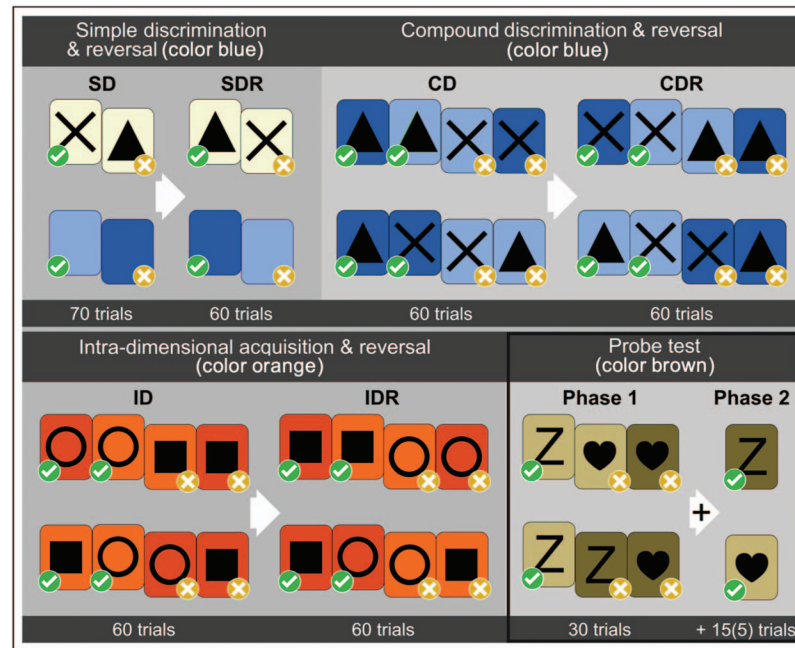 Simple discrimination
& reversal (color blue)
Compound discrimination & reversal
(color blue)
SD
SDR
CD
CDR
70 trials
60 trials
60 trials
60 trials
Intra-dimensional acquisition & reversal
(color orange)
Probe test
(color brown)
ID
IDR
Phase 1
Phase 2
Z
Z
+
Z
Z
60 trials
60 trials
30 trials
+ 15(5) trials